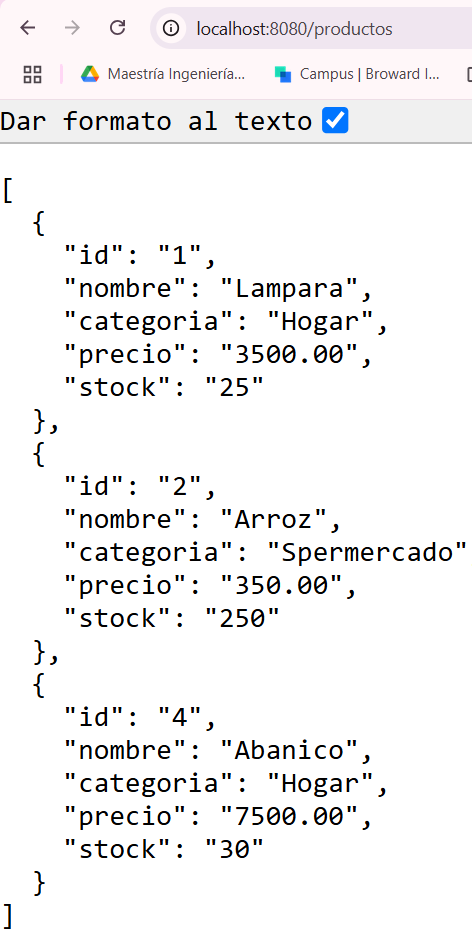 localhost:8080/productos
Maestría Ingeniería... Campus | Broward I...
Dar formato al texto
[
  {
    "id": "1",
    "nombre": "Lampara",
    "categoria": "Hogar",
    "precio": "3500.00",
    "stock": "25"
  },
  {
    "id": "2",
    "nombre": "Arroz",
    "categoria": "Spermercado"
    "precio": "350.00",
    "stock": "250"
  },
  {
    "id": "4",
    "nombre": "Abanico",
    "categoria": "Hogar",
    "precio": "7500.00",
    "stock": "30"
  }
]